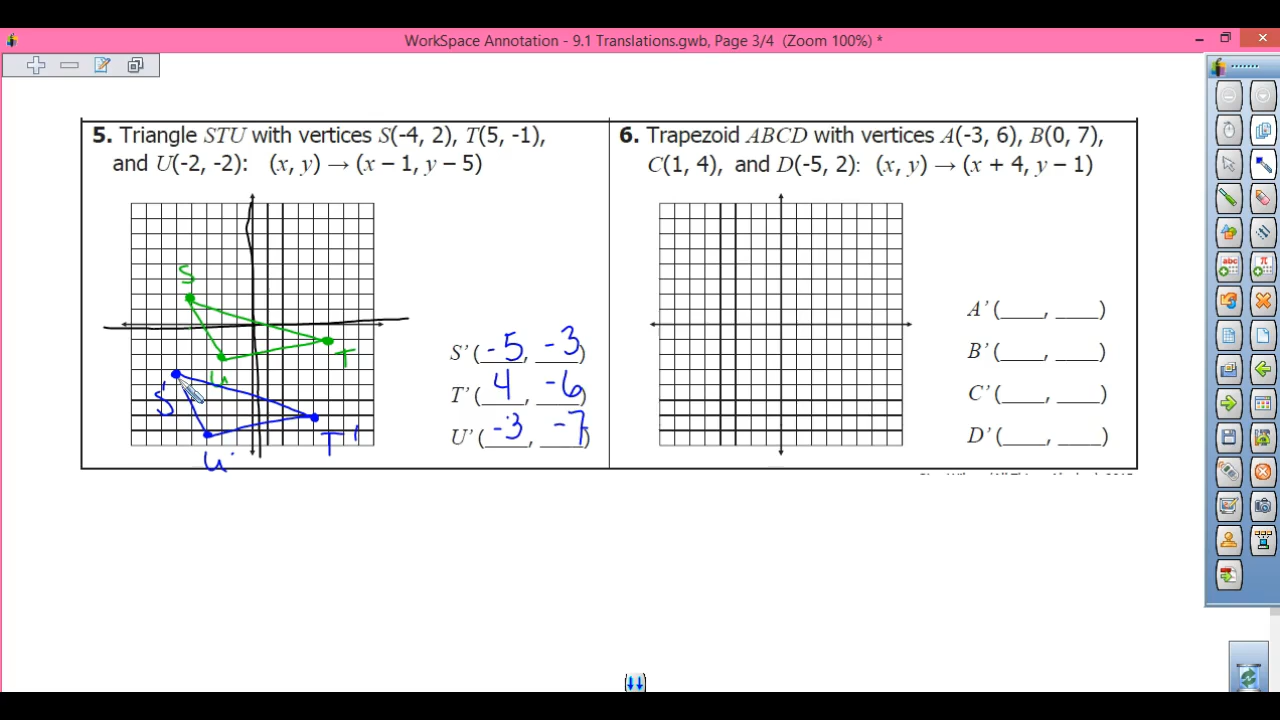 WorkSpace Annotation - 9.1 Translations.gwb, Page 3/4 (Zoom 100%) *
5. Triangle STU with vertices S(-4, 2), T(5, -1),
and U(-2, -2): (x, y) → (x – 1, y – 5)
S
T
U
S'
T'
U'
S’ (-5, -3)
T’ (4, -6)
U’ (-3, -7)
6. Trapezoid ABCD with vertices A(-3, 6), B(0, 7),
C(1, 4), and D(-5, 2): (x, y) → (x + 4, y – 1)
A’ (____, ____)
B’ (____, ____)
C’ (____, ____)
D’ (____, ____)
abc
π